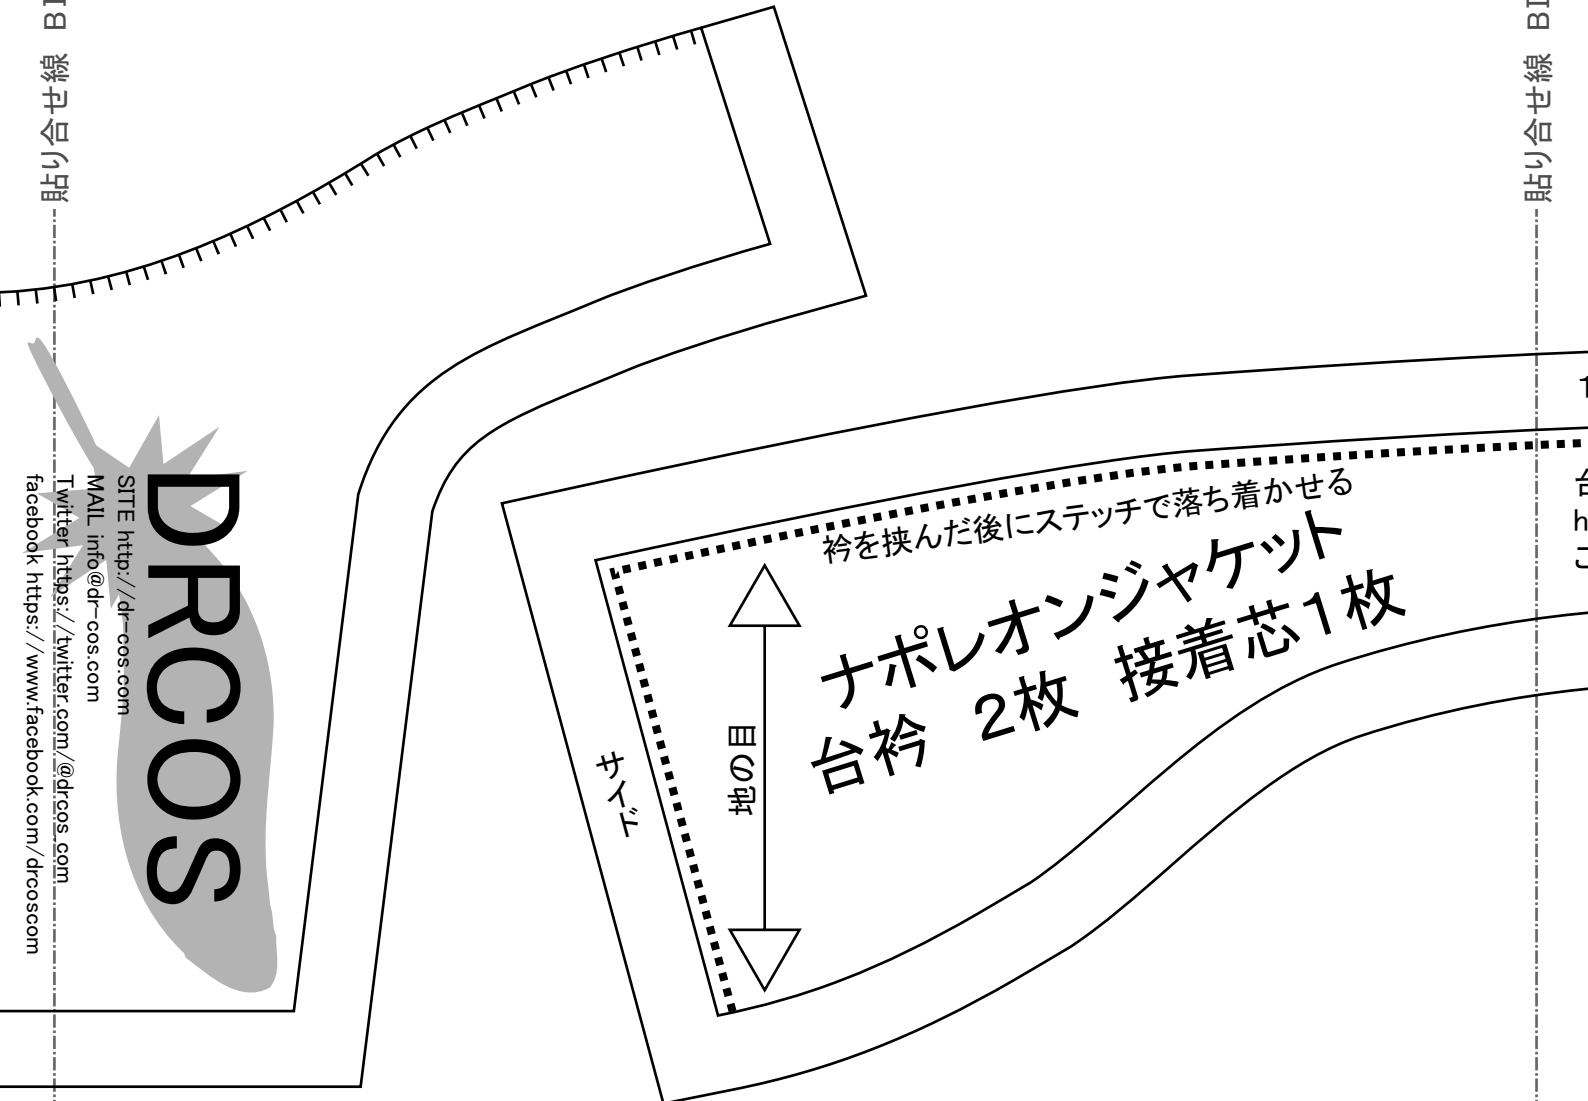 貼り合せ線
DRCOS
SITE http://dr-cos.com
MAIL info@dr-cos.com
Twitter https://twitter.com/@drcos com
facebook https://www.facebook.com/drcoscom
衿を挟んだ後にステッチで落ち着かせる
ナポレオンジャケット
台衿 2枚 接着芯1枚
地の目
サイド
貼り合せ線